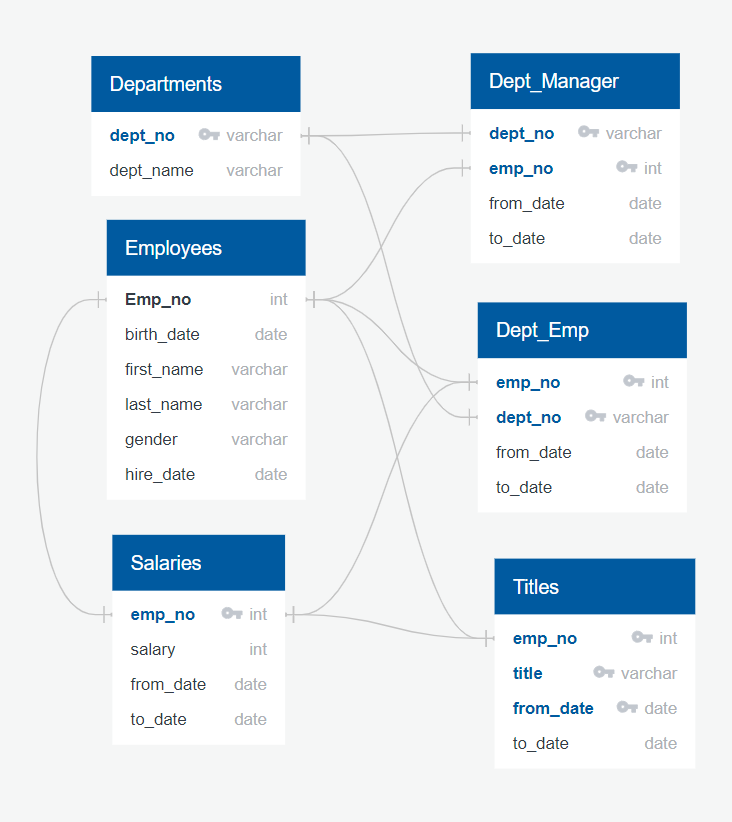 Departments
dept_no varchar
dept_name varchar
Employees
Emp_no int
birth_date date
first_name varchar
last_name varchar
gender varchar
hire_date date
Salaries
emp_no int
salary int
from_date date
to_date date
Dept_Manager
dept_no varchar
emp_no int
from_date date
to_date date
Dept_Emp
emp_no int
dept_no varchar
from_date date
to_date date
Titles
emp_no int
title varchar
from_date date
to_date date